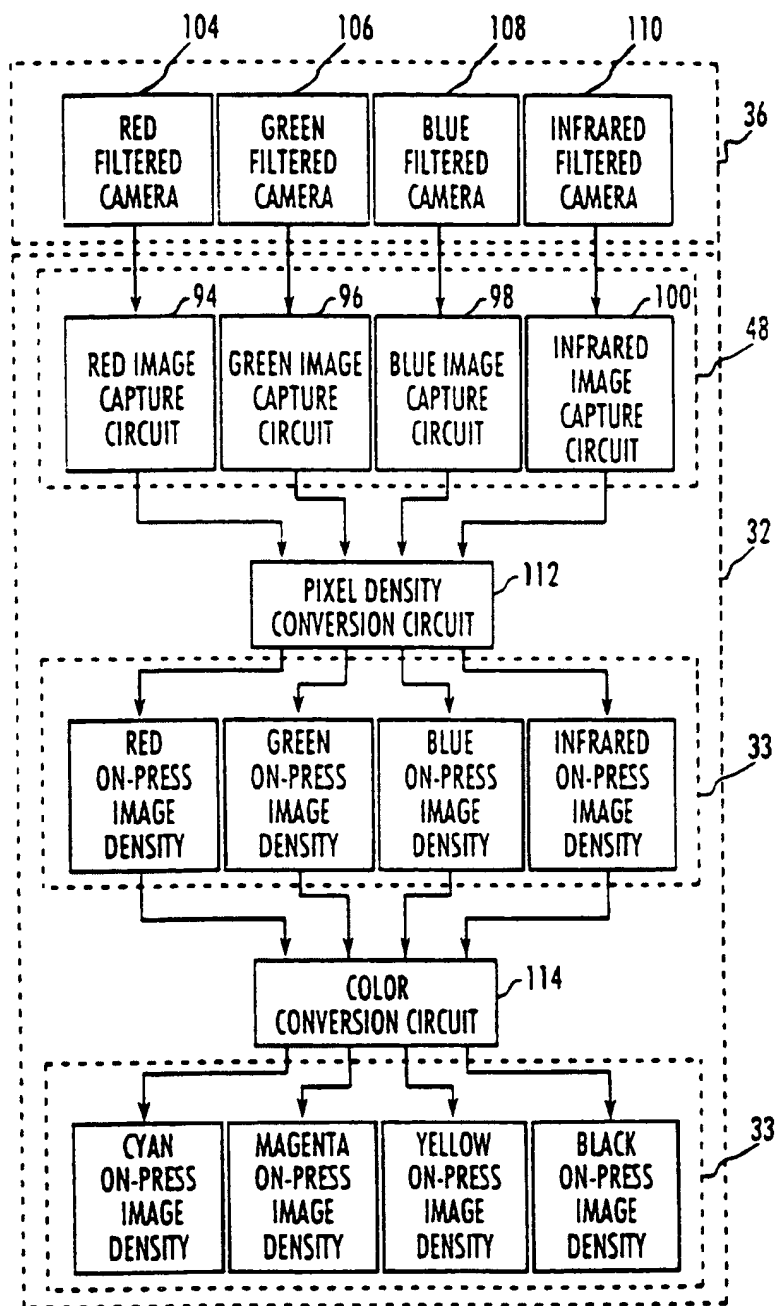 104 106 108 110
36
RED FILTERED CAMERA
GREEN FILTERED CAMERA
BLUE FILTERED CAMERA
INFRARED FILTERED CAMERA
94 96 98 100
48
RED IMAGE CAPTURE CIRCUIT
GREEN IMAGE CAPTURE CIRCUIT
BLUE IMAGE CAPTURE CIRCUIT
INFRARED IMAGE CAPTURE CIRCUIT
32
112
PIXEL DENSITY
CONVERSION CIRCUIT
33
RED ON-PRESS IMAGE DENSITY
GREEN ON-PRESS IMAGE DENSITY
BLUE ON-PRESS IMAGE DENSITY
INFRARED ON-PRESS IMAGE DENSITY
114
COLOR
CONVERSION CIRCUIT
33
CYAN ON-PRESS IMAGE DENSITY
MAGENTA ON-PRESS IMAGE DENSITY
YELLOW ON-PRESS IMAGE DENSITY
BLACK ON-PRESS IMAGE DENSITY